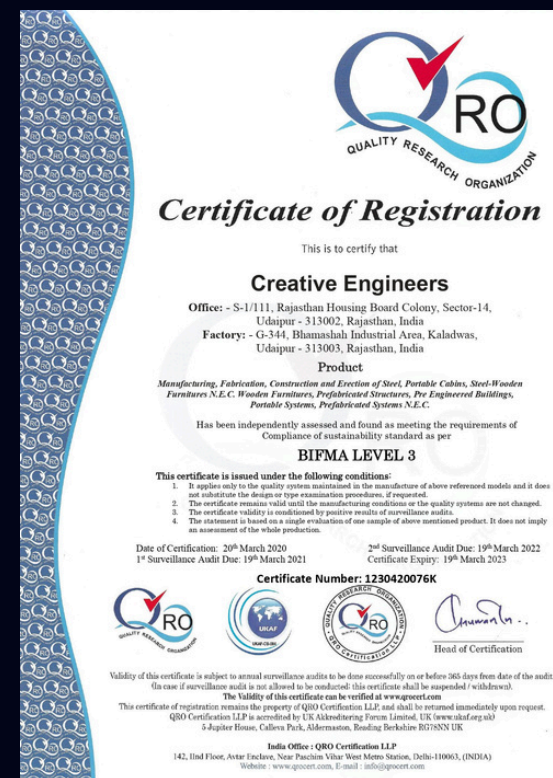 QRO
QUALITY RESEARCH ORGANIZATION
Certificate of Registration
This is to certify that
Creative Engineers
Office: - S-1/111, Rajasthan Housing Board Colony, Sector-14,
Udaipur - 313002, Rajasthan, India
Factory: - G-344, Bhamashah Industrial Area, Kaladwas,
Udaipur - 313003, Rajasthan, India
Product
Manufacturing, Fabrication, Construction and Erection of Steel, Portable Cabins, Steel-Wooden
Furnitures N.E.C. Wooden Furnitures, Prefabricated Structures, Pre Engineered Buildings,
Portable Systems, Prefabricated Systems N.E.C.
Has been independently assessed and found as meeting the requirements of
Compliance of sustainability standard as per
BIFMA LEVEL 3
This certificate is issued under the following conditions:
1. It applies only to the quality system maintained in the manufacture of above referenced models and it does
not substitute the design or type examination procedures, if requested.
2. The certificate remains valid until the manufacturing conditions or the quality systems are not changed.
3. The certificate validity is conditioned by positive results of surveillance audits.
4. The statement is based on a single evaluation of one sample of above mentioned product. It does not imply
an assessment of the whole production.
Date of Certification: 20th March 2020 2nd Surveillance Audit Due: 19th March 2022
1st Surveillance Audit Due: 19th March 2021 Certificate Expiry: 19th March 2023
Certificate Number: 1230420076K
QRO
QUALITY RESEARCH ORGANIZATION
UKAF
QUALITY RESEARCH ORGANIZATION
QRO
QRO Certification LLP
Head of Certification
Validity of this certificate is subject to annual surveillance audits to be done successfully on or before 365 days from date of the audit.
(In case if surveillance audit is not allowed to be conducted; this certificate shall be suspended / withdrawn).
The Validity of this certificate can be verified at www.qrocert.com
This certificate of registration remains the property of QRO Certification LLP, and shall be returned immediately upon request.
QRO Certification LLP is accredited by UK Akkreditering Forum Limited, UK (www.ukaf.org.uk)
5 Jupiter House, Calleva Park, Aldermaston, Reading Berkshire RG78NN UK
India Office : QRO Certification LLP
142, IInd Floor, Avtar Enclave, Near Paschim Vihar West Metro Station, Delhi-110063, (INDIA)
Website : www.qrocert.com, E-mail : info@qrocert.com